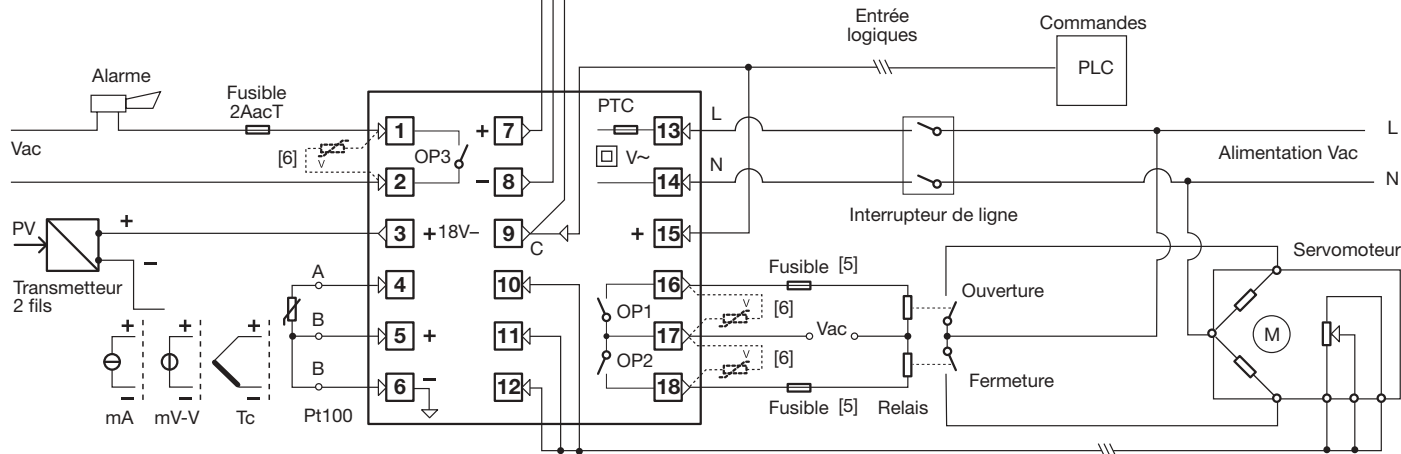 Entrée
logiques
Commandes
PLC
Alarme
Fusible
2AacT
Vac
[6]
V
1
OP3
2
+ 7
− 8
PTC
13
V~
14
L
N
Interrupteur de ligne
L
Alimentation Vac
N
PV
+
−
Transmetteur
2 fils
3 + 18V−
9
C
+ 15
A
4
B
5 +
B
6 −
Pt100
+
−
mA
+
−
mV-V
+
−
Tc
10
11
12
16
OP1
17
OP2
18
Fusible [5]
V
[6]
Vac
V
[6]
Fusible [5]
Relais
Ouverture
Fermeture
Servomoteur
M